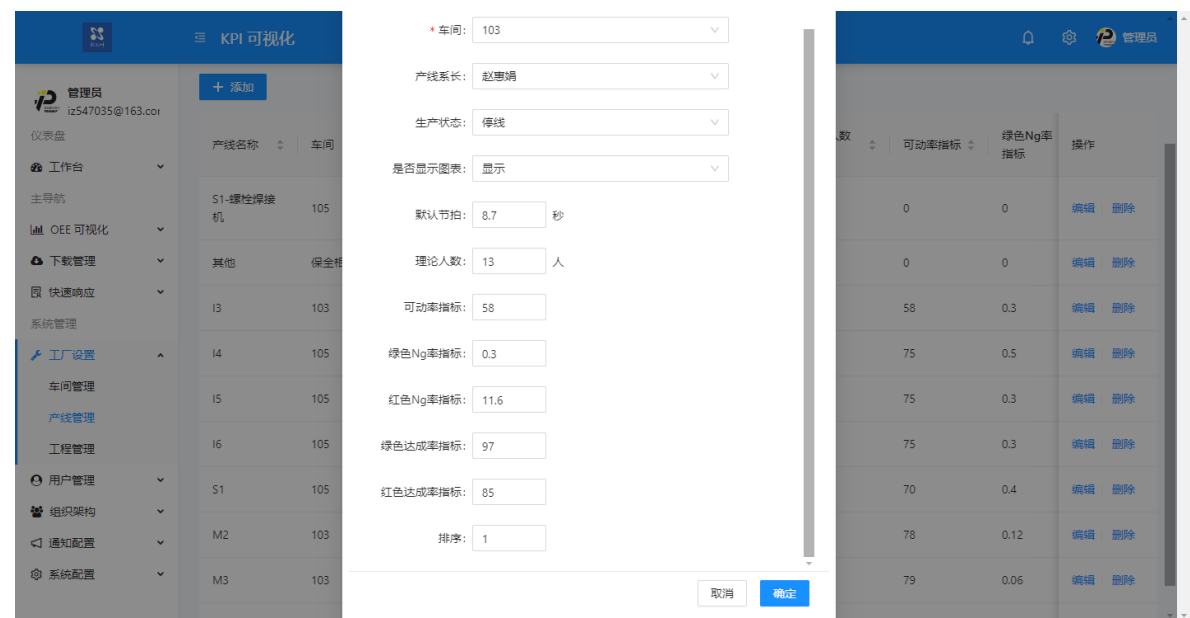 KPI 可视化
管理员
管理员
iz547035@163.cor
仪表盘
工作台
主导航
OEE 可视化
下载管理
快速响应
系统管理
工厂设置
车间管理
产线管理
工程管理
用户管理
组织架构
通知配置
系统配置
+ 添加
产线名称 车间 人数 可动率指标 绿色Ng率
指标 操作
S1-螺栓焊接
机 105 0 0 编辑 删除
其他 保全框 0 0 编辑 删除
I3 103 58 0.3 编辑 删除
I4 105 75 0.5 编辑 删除
I5 105 75 0.3 编辑 删除
I6 105 75 0.3 编辑 删除
S1 105 70 0.4 编辑 删除
M2 103 78 0.12 编辑 删除
M3 103 79 0.06 编辑 删除
* 车间: 103
产线系长: 赵惠娟
生产状态: 停线
是否显示图表: 显示
默认节拍: 8.7 秒
理论人数: 13 人
可动率指标: 58
绿色Ng率指标: 0.3
红色Ng率指标: 11.6
绿色达成率指标: 97
红色达成率指标: 85
排序: 1
取消 确定